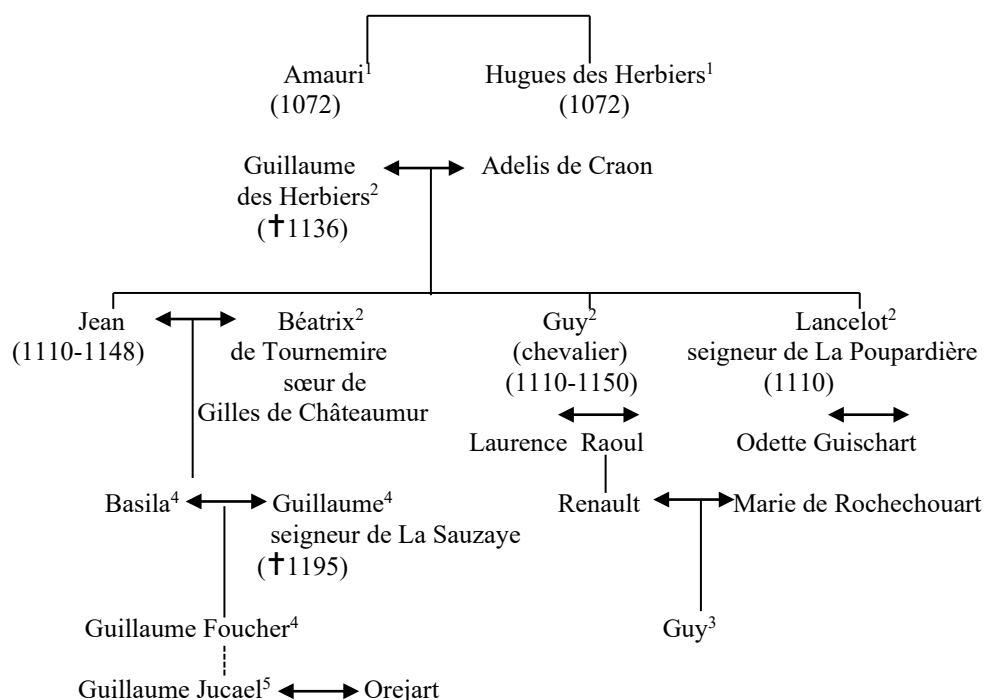 Amauri¹ Hugues des Herbiers¹
(1072) (1072)
Guillaume Adelis de Craon
des Herbiers²
(✝1136)
Jean Béatrix² Guy² Lancelot²
(1110-1148) de Tournemire (chevalier) seigneur de La Poupardière
sœur de (1110-1150) (1110)
Gilles de Châteaumur
Laurence Raoul Odette Guischart
Basila⁴ Guillaume⁴ Renault Marie de Rochechouart
seigneur de La Sauzaye
(✝1195)
Guillaume Foucher⁴ Guy³
Guillaume Jucael⁵ Orejart